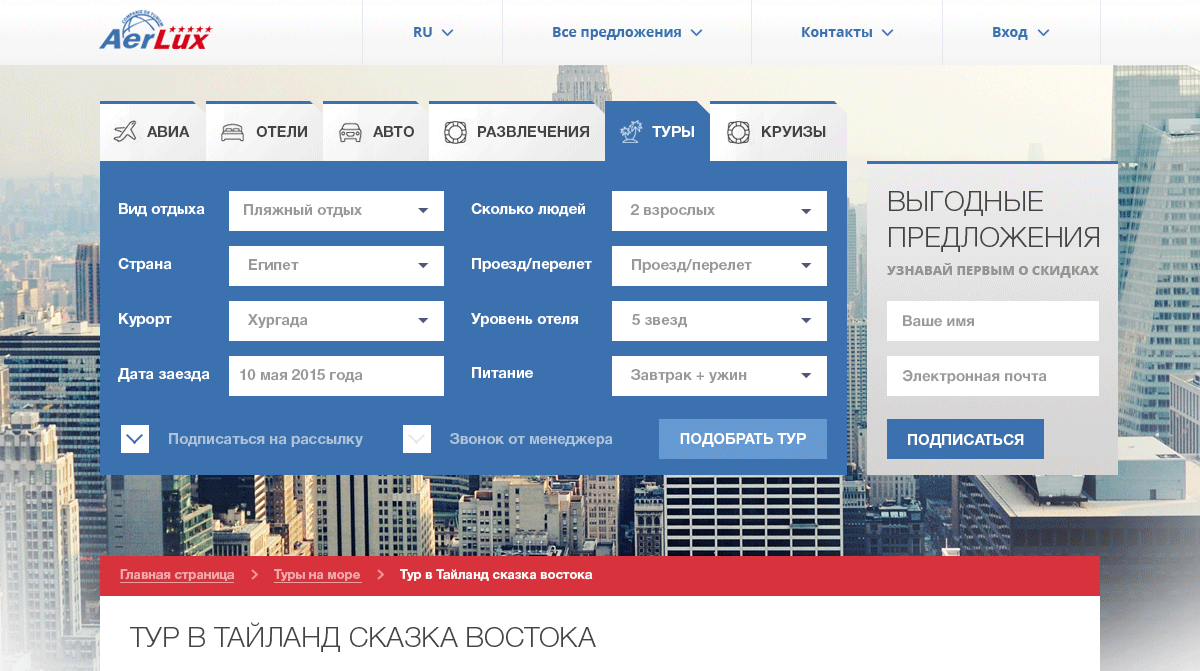 COMPANIE DE TURISM
AerLux
RU
Все предложения
Контакты
Вход
АВИА
ОТЕЛИ
АВТО
РАЗВЛЕЧЕНИЯ
ТУРЫ
КРУИЗЫ
Вид отдыха
Пляжный отдых
Сколько людей
2 взрослых
Страна
Египет
Проезд/перелет
Проезд/перелет
Курорт
Хургада
Уровень отеля
5 звезд
Дата заезда
10 мая 2015 года
Питание
Завтрак + ужин
Подписаться на рассылку
Звонок от менеджера
ПОДОБРАТЬ ТУР
ВЫГОДНЫЕ
ПРЕДЛОЖЕНИЯ
УЗНАВАЙ ПЕРВЫМ О СКИДКАХ
Ваше имя
Электронная почта
ПОДПИСАТЬСЯ
Главная страница
Туры на море
Тур в Тайланд сказка востока
ТУР В ТАЙЛАНД СКАЗКА ВОСТОКА